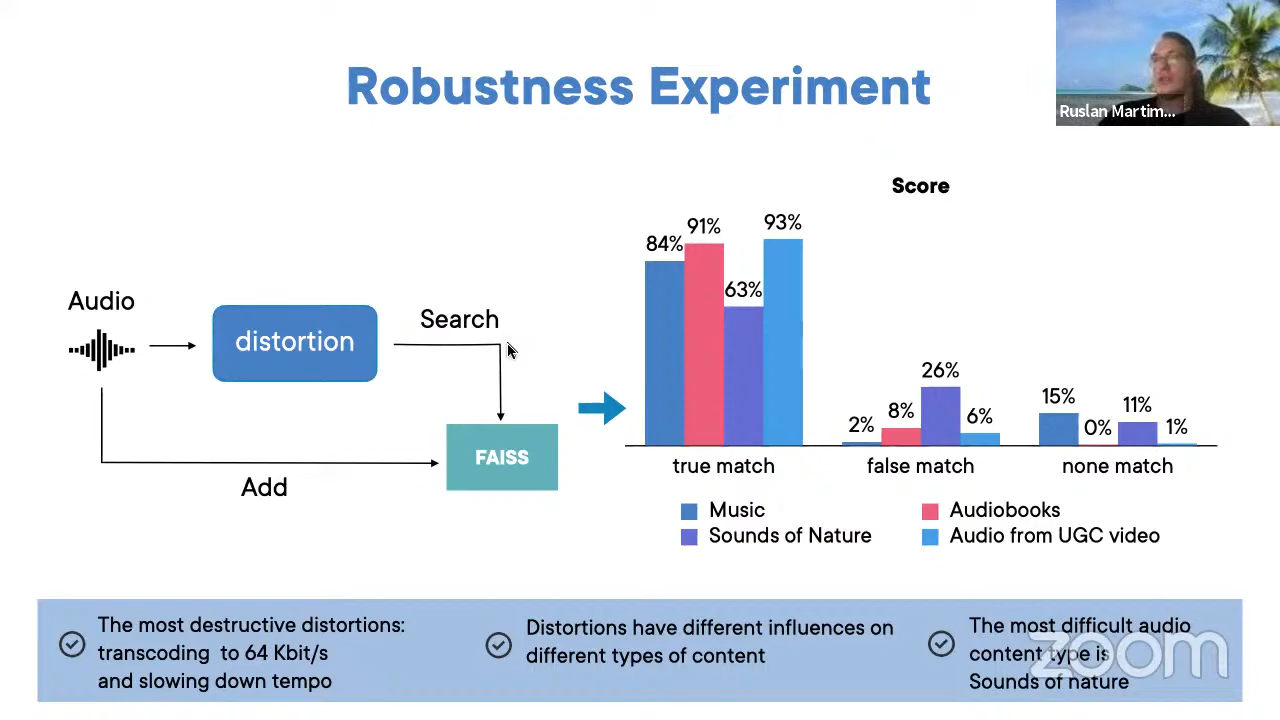 Robustness Experiment
Ruslan Martim...
Score
84%
91%
63%
93%
2%
8%
26%
6%
15%
0%
11%
1%
true match
false match
none match
Music
Audiobooks
Sounds of Nature
Audio from UGC video
Audio
distortion
Search
FAISS
Add
The most destructive distortions:
transcoding to 64 Kbit/s
and slowing down tempo
Distortions have different influences on
different types of content
The most difficult audio
content type is
Sounds of nature
zoom